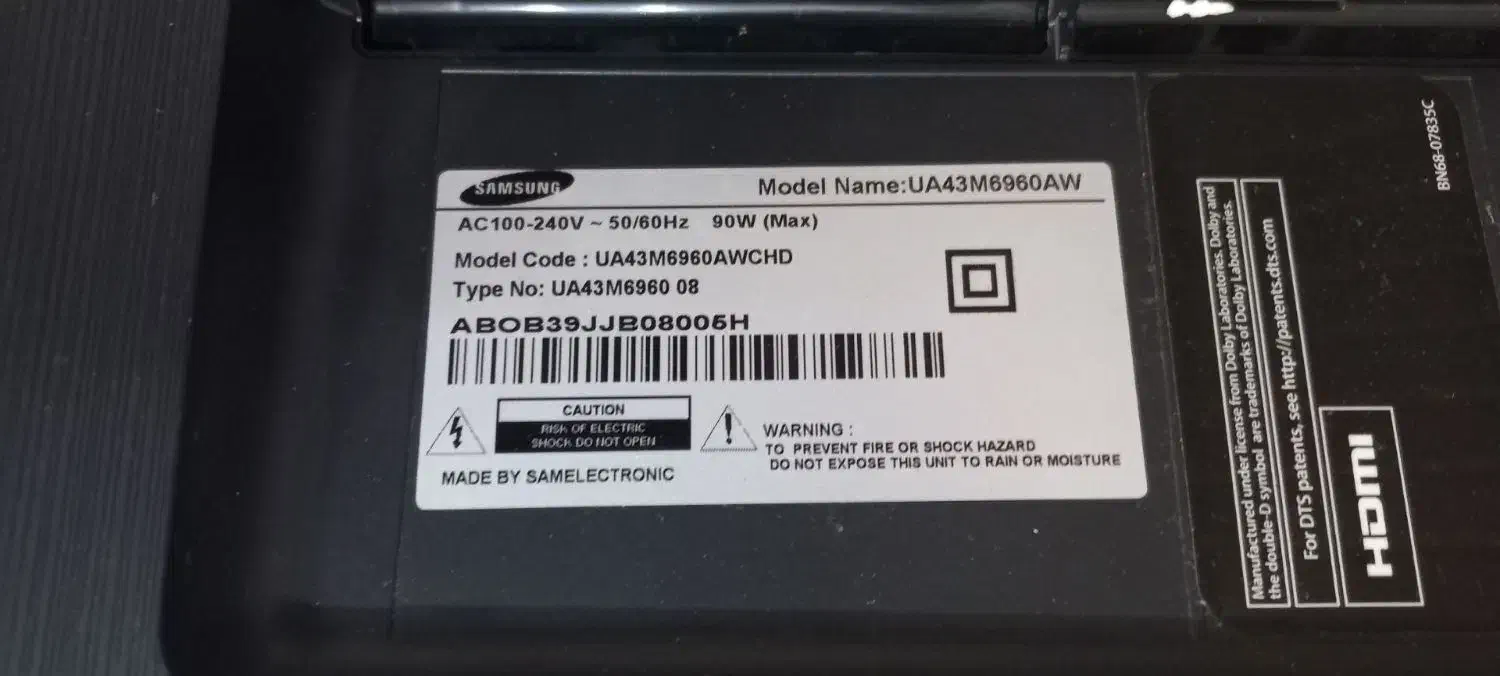 SAMSUNG
Model Name:UA43M6960AW
AC100-240V ~ 50/60Hz 90W (Max)
Model Code : UA43M6960AWCHD
Type No: UA43M6960 08
ABOB39JJB08005H
CAUTION
RISK OF ELECTRIC
SHOCK DO NOT OPEN
WARNING :
TO PREVENT FIRE OR SHOCK HAZARD
DO NOT EXPOSE THIS UNIT TO RAIN OR MOISTURE
MADE BY SAMELECTRONIC
Manufactured under license from Dolby Laboratories. Dolby and
the double-D symbol are trademarks of Dolby Laboratories.
For DTS patents, see http://patents.dts.com
HDMI
BN68-07835C